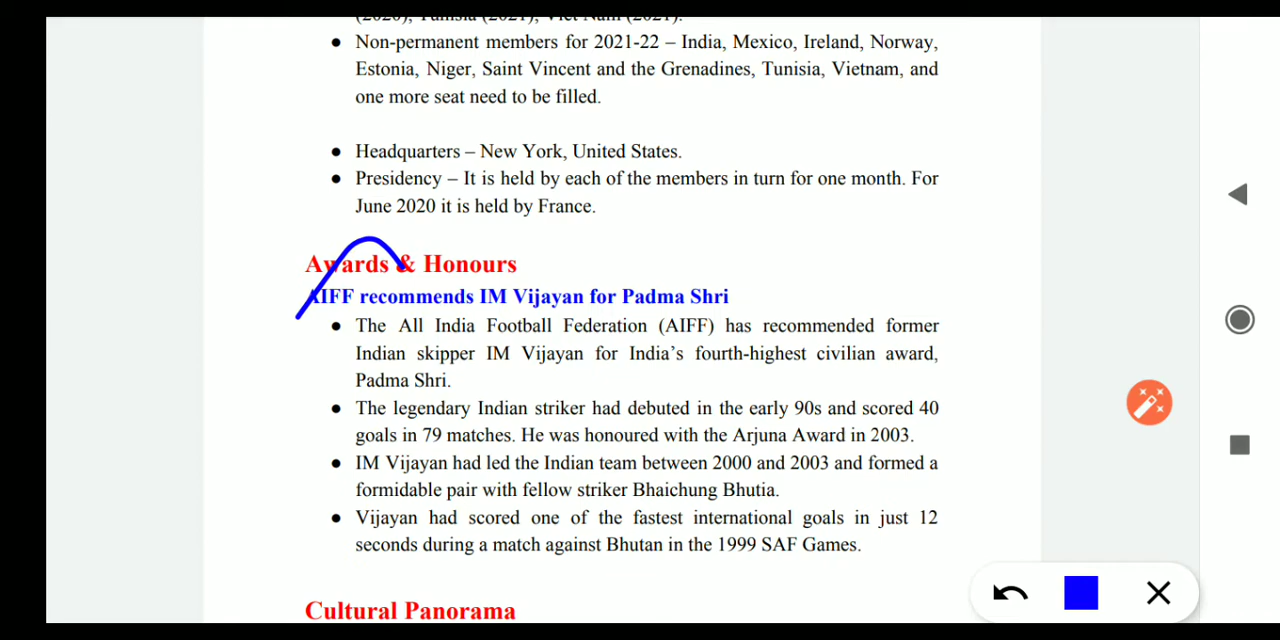 (2020), Tunisia (2021), Viet Nam (2021).
● Non-permanent members for 2021-22 – India, Mexico, Ireland, Norway,
Estonia, Niger, Saint Vincent and the Grenadines, Tunisia, Vietnam, and
one more seat need to be filled.
● Headquarters – New York, United States.
● Presidency – It is held by each of the members in turn for one month. For
June 2020 it is held by France.
Awards & Honours
AIFF recommends IM Vijayan for Padma Shri
● The All India Football Federation (AIFF) has recommended former
Indian skipper IM Vijayan for India’s fourth-highest civilian award,
Padma Shri.
● The legendary Indian striker had debuted in the early 90s and scored 40
goals in 79 matches. He was honoured with the Arjuna Award in 2003.
● IM Vijayan had led the Indian team between 2000 and 2003 and formed a
formidable pair with fellow striker Bhaichung Bhutia.
● Vijayan had scored one of the fastest international goals in just 12
seconds during a match against Bhutan in the 1999 SAF Games.
Cultural Panorama